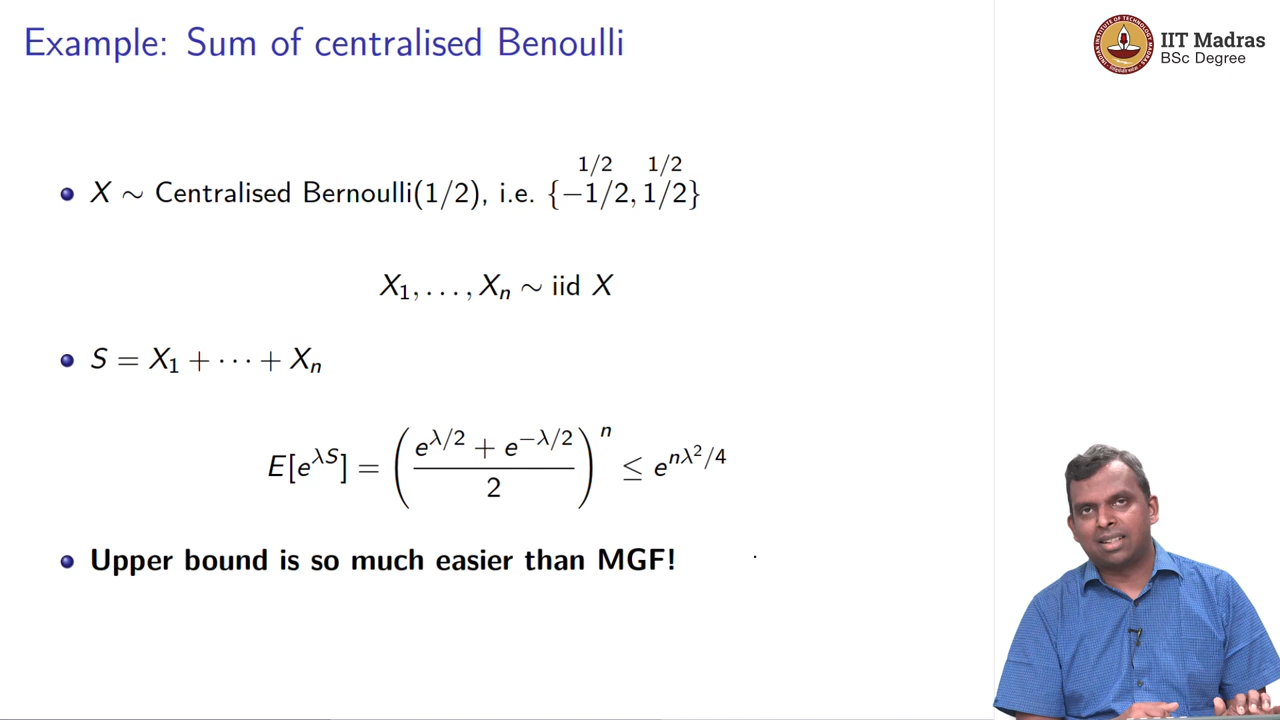 Example: Sum of centralised Benoulli
IIT Madras
BSc Degree
1/2 1/2
X ∼ Centralised Bernoulli(1/2), i.e. {−1/2, 1/2}
X₁, . . . , Xₙ ∼ iid X
S = X₁ + · · · + Xₙ
E[e^{λS}] = ( (e^{λ/2} + e^{−λ/2}) / 2 )^n ≤ e^{nλ²/4}
Upper bound is so much easier than MGF!